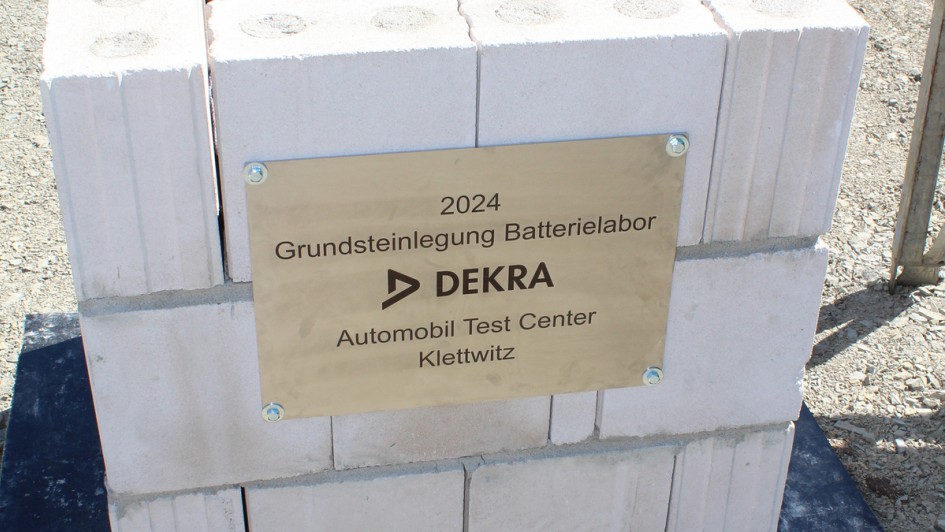 2024
Grundsteinlegung Batterielabor
DEKRA
Automobil Test Center
Klettwitz